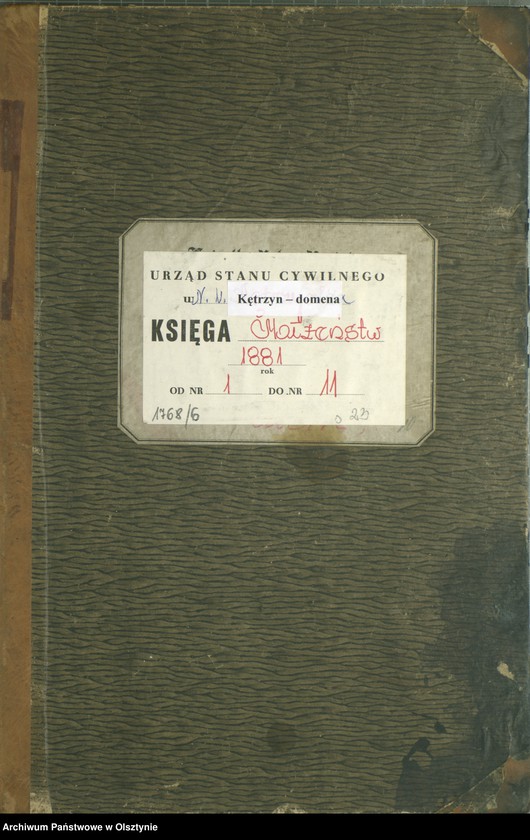 URZĄD STANU CYWILNEGO
w Kętrzyn – domena
KSIĘGA Małżeństw
1881
rok
OD NR 1 DO NR 11
1768/6 23
Archiwum Państwowe w Olsztynie